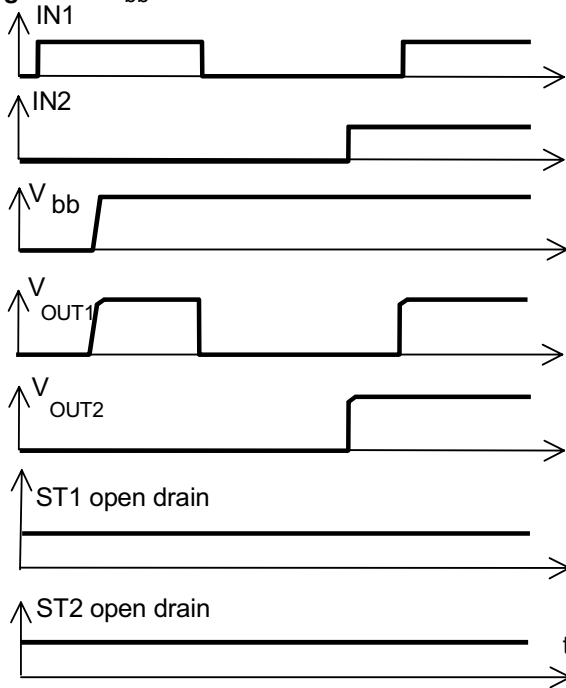 IN1
IN2
V bb
V OUT1
V OUT2
ST1 open drain
ST2 open drain
t